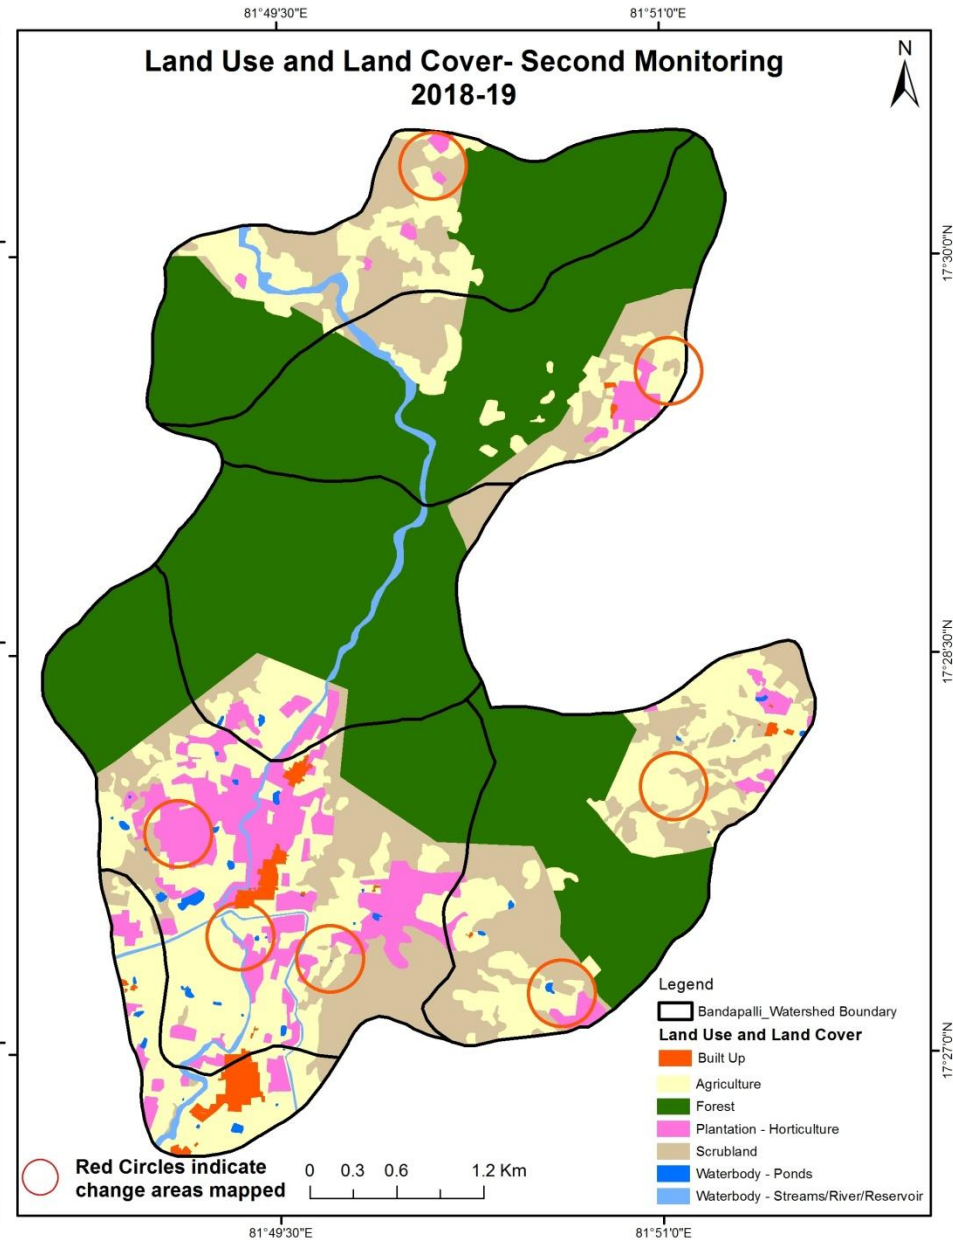 81°49'30"E
81°51'0"E
Land Use and Land Cover- Second Monitoring
2018-19
N
17°30'0"N
17°28'30"N
17°27'0"N
Legend
Bandapalli_Watershed Boundary
Land Use and Land Cover
Built Up
Agriculture
Forest
Plantation - Horticulture
Scrubland
Waterbody - Ponds
Waterbody - Streams/River/Reservoir
Red Circles indicate
change areas mapped
0 0.3 0.6 1.2 Km
81°49'30"E
81°51'0"E